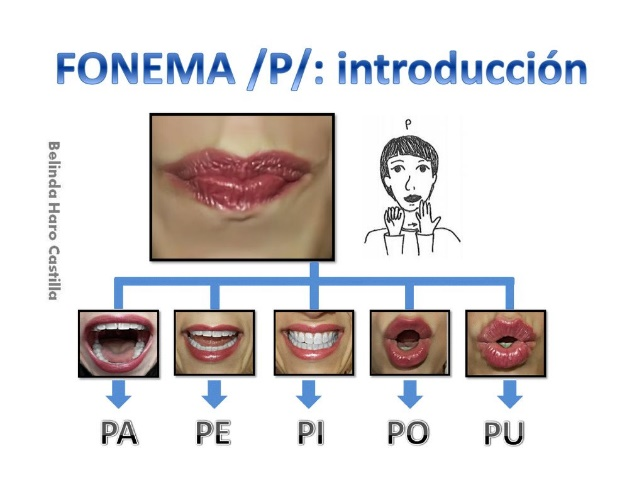 FONEMA /P/: introducción
P
Belinda Haro Castilla
PA PE PI PO PU